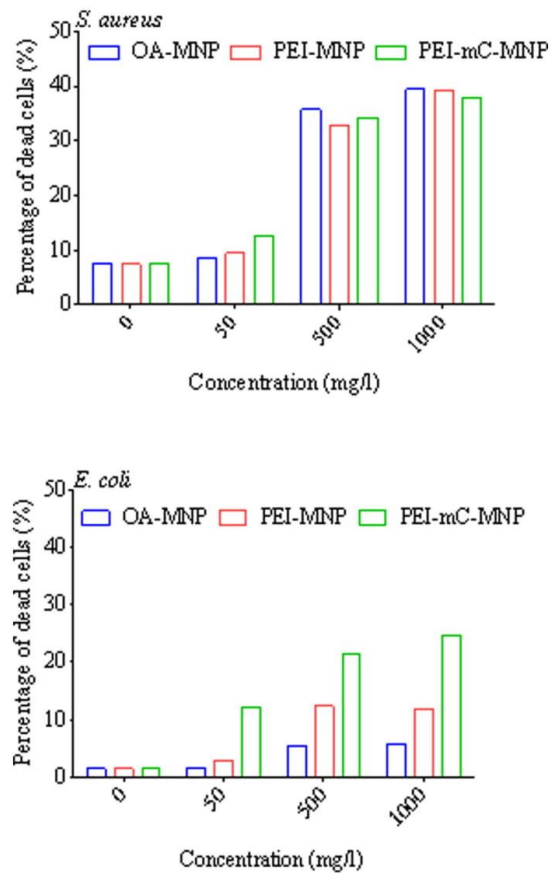 S. aureus
50
OA-MNP PEI-MNP PEI-mC-MNP
40
30
20
10
0
Percentage of dead cells (%)
0 50 500 1000
Concentration (mg/l)
E. coli
50
OA-MNP PEI-MNP PEI-mC-MNP
40
30
20
10
0
Percentage of dead cells (%)
0 50 500 1000
Concentration (mg/l)